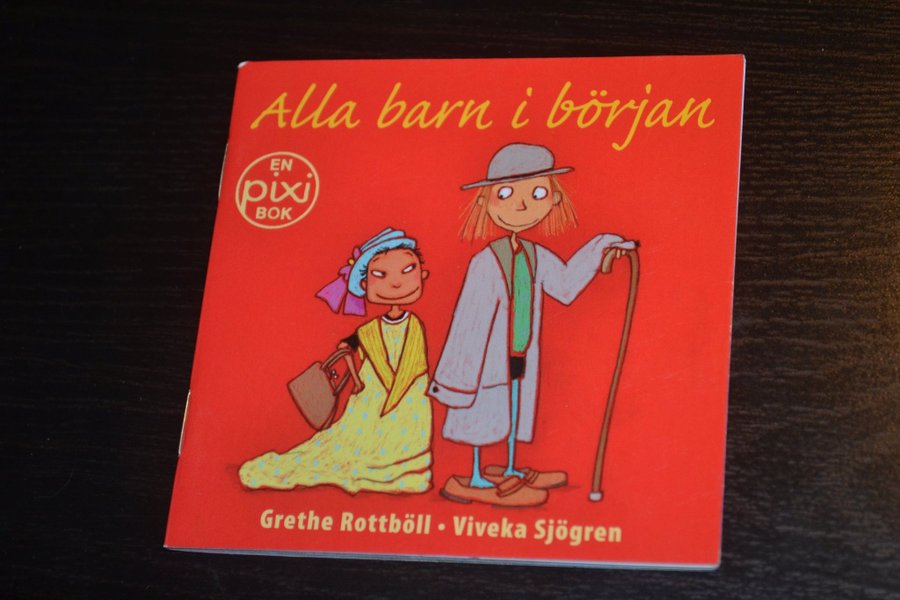 Alla barn i början
EN
pixi
BOK
Grethe Rottböll • Viveka Sjögren